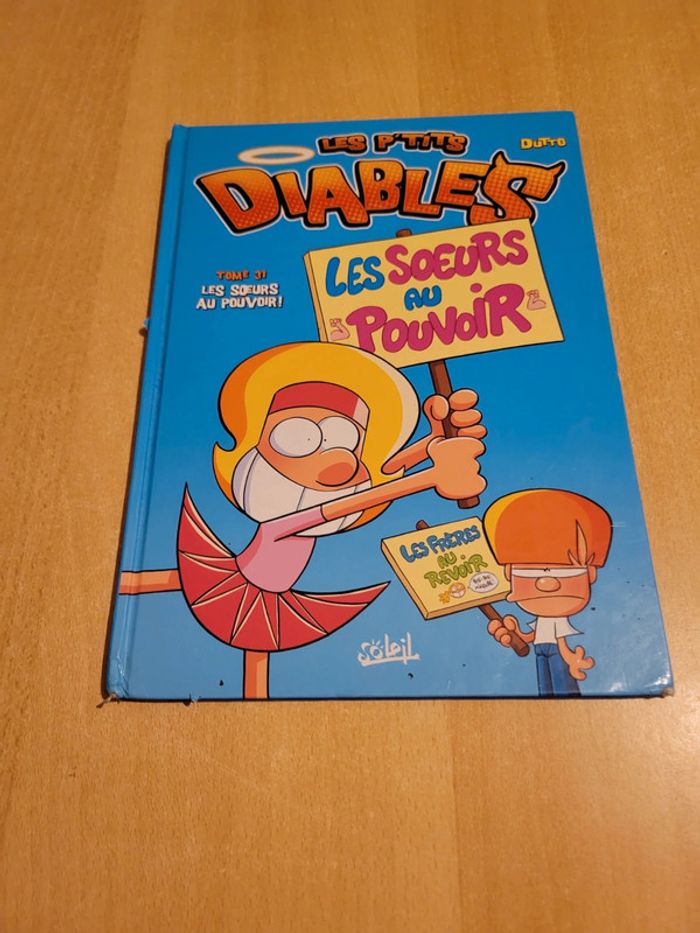 LES P'TITS
DUTTO
DIABLES
TOME 31
LES SOEURS
AU POUVOIR!
LES SOEURS
AU
POUVOIR
LES FRÈRES
AU
REVOIR
SOLEIL